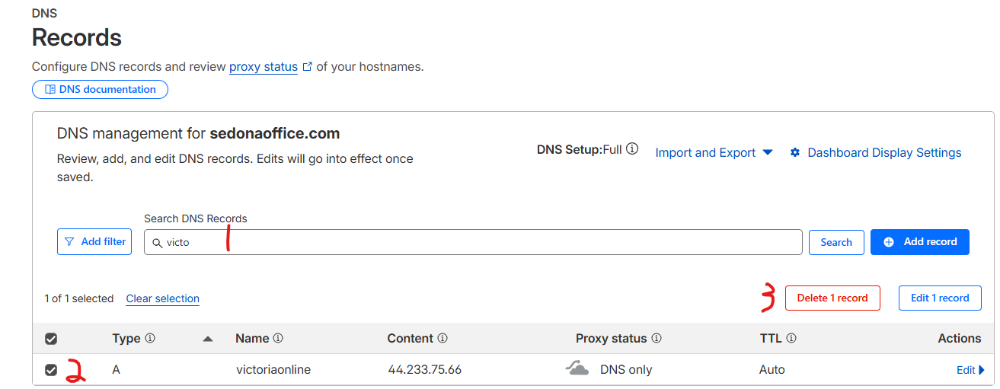 DNS
Records
Configure DNS records and review proxy status of your hostnames.
DNS documentation
DNS management for sedonaoffice.com
Review, add, and edit DNS records. Edits will go into effect once
saved.
DNS Setup:Full
Import and Export
Dashboard Display Settings
Search DNS Records
Add filter
victo
1
Search
Add record
1 of 1 selected
Clear selection
3
Delete 1 record
Edit 1 record
Type Name Content Proxy status TTL Actions
2 A victoriaonline 44.233.75.66 DNS only Auto Edit